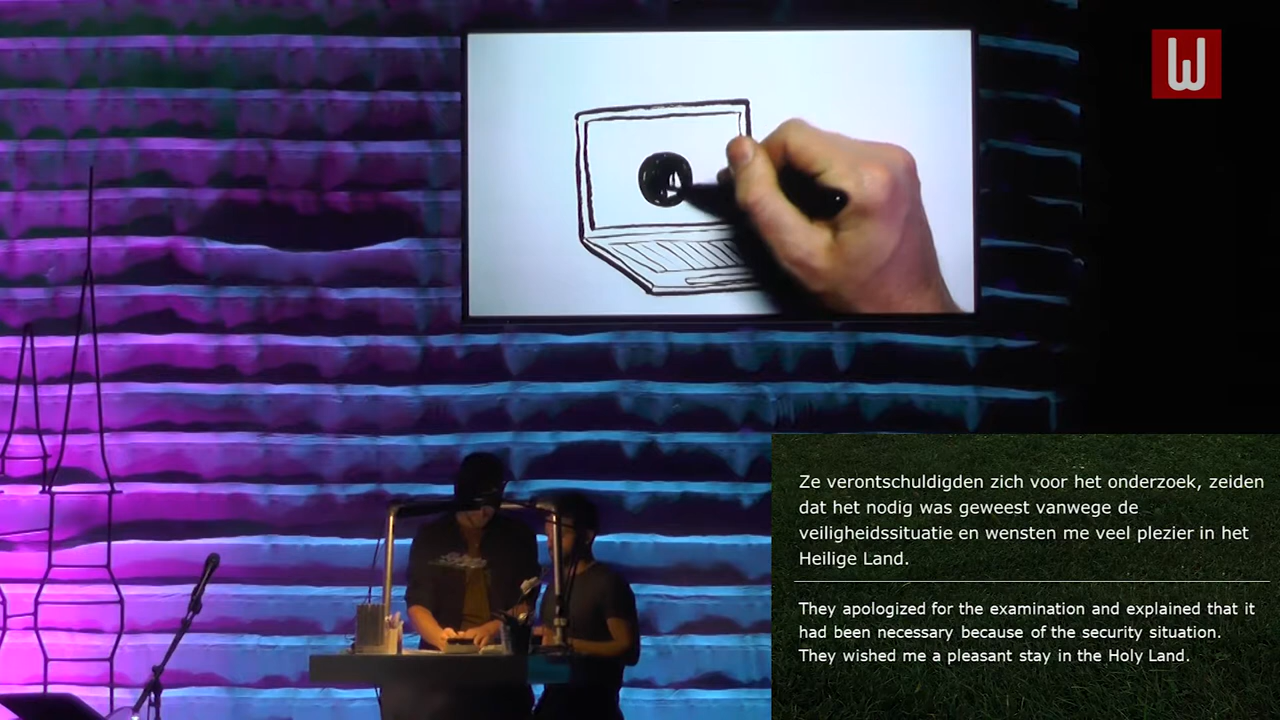 W
Ze verontschuldigden zich voor het onderzoek, zeiden
dat het nodig was geweest vanwege de
veiligheidssituatie en wensten me veel plezier in het
Heilige Land.
They apologized for the examination and explained that it
had been necessary because of the security situation.
They wished me a pleasant stay in the Holy Land.